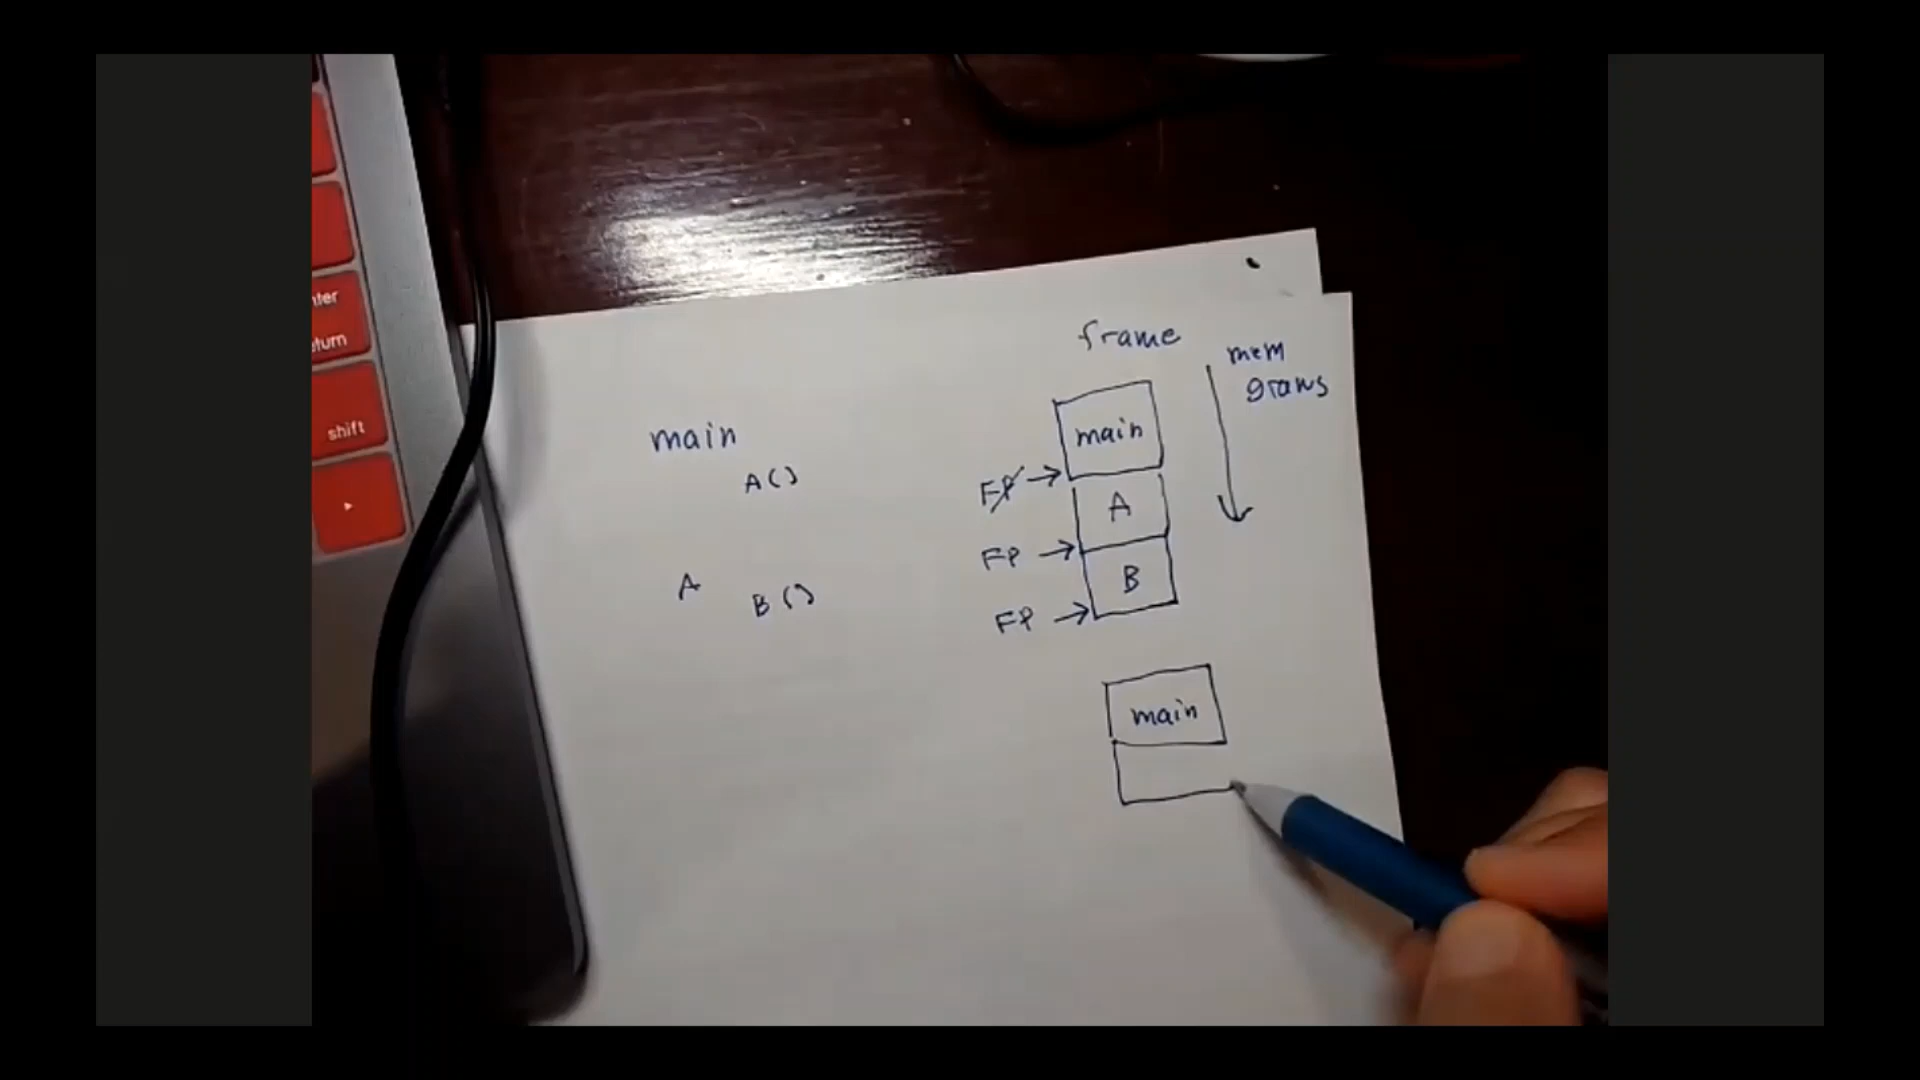 nter
eturn
shift
frame
mem
grows
main
main
A()
FP
A
FP
A
B()
B
FP
main